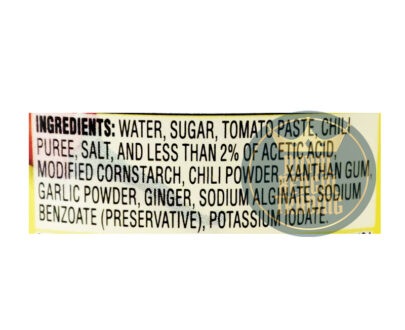 INGREDIENTS: WATER, SUGAR, TOMATO PASTE, CHILI
PUREE, SALT, AND LESS THAN 2% OF ACETIC ACID,
MODIFIED CORNSTARCH, CHILI POWDER, XANTHAN GUM,
GARLIC POWDER, GINGER, SODIUM ALGINATE, SODIUM
BENZOATE (PRESERVATIVE), POTASSIUM IODATE.